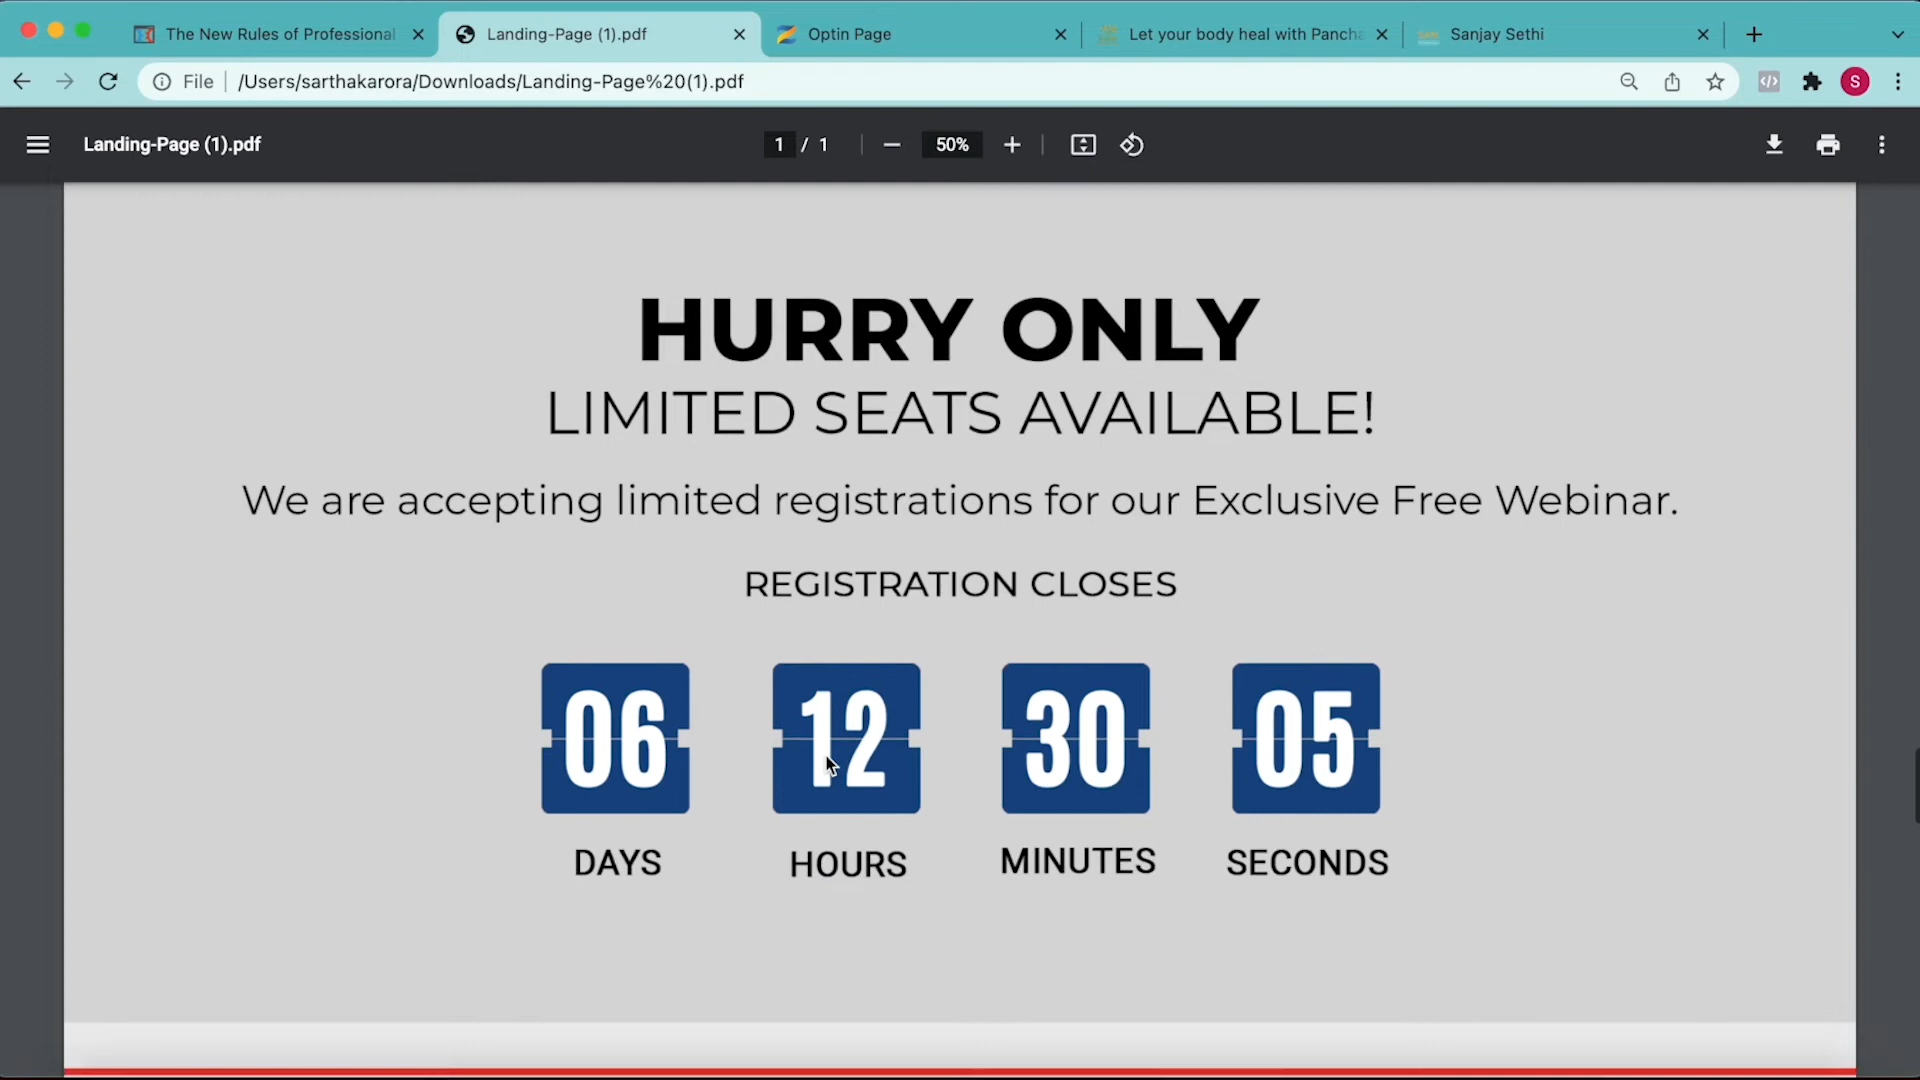 The New Rules of Professional
Landing-Page (1).pdf
Optin Page
Let your body heal with Pancha
Sanjay Sethi
File
/Users/sarthakarora/Downloads/Landing-Page%20(1).pdf
S
Landing-Page (1).pdf
1 / 1
50%
HURRY ONLY
LIMITED SEATS AVAILABLE!
We are accepting limited registrations for our Exclusive Free Webinar.
REGISTRATION CLOSES
06 12 30 05
DAYS HOURS MINUTES SECONDS